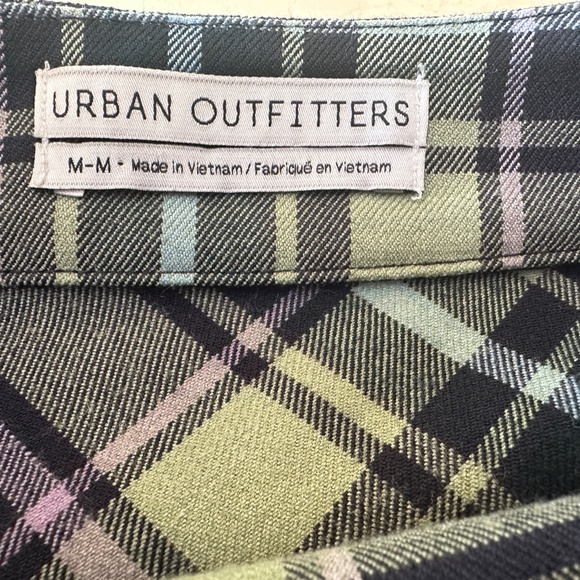 URBAN OUTFITTERS
M-M • Made in Vietnam / Fabriqué en Vietnam